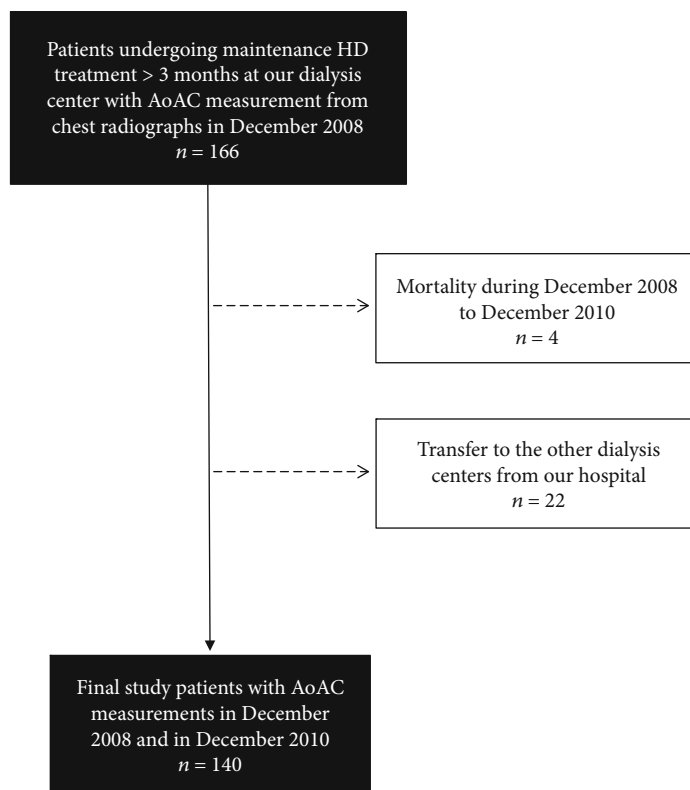 Patients undergoing maintenance HD
treatment > 3 months at our dialysis
center with AoAC measurement from
chest radiographs in December 2008
n = 166
Mortality during December 2008
to December 2010
n = 4
Transfer to the other dialysis
centers from our hospital
n = 22
Final study patients with AoAC
measurements in December
2008 and in December 2010
n = 140